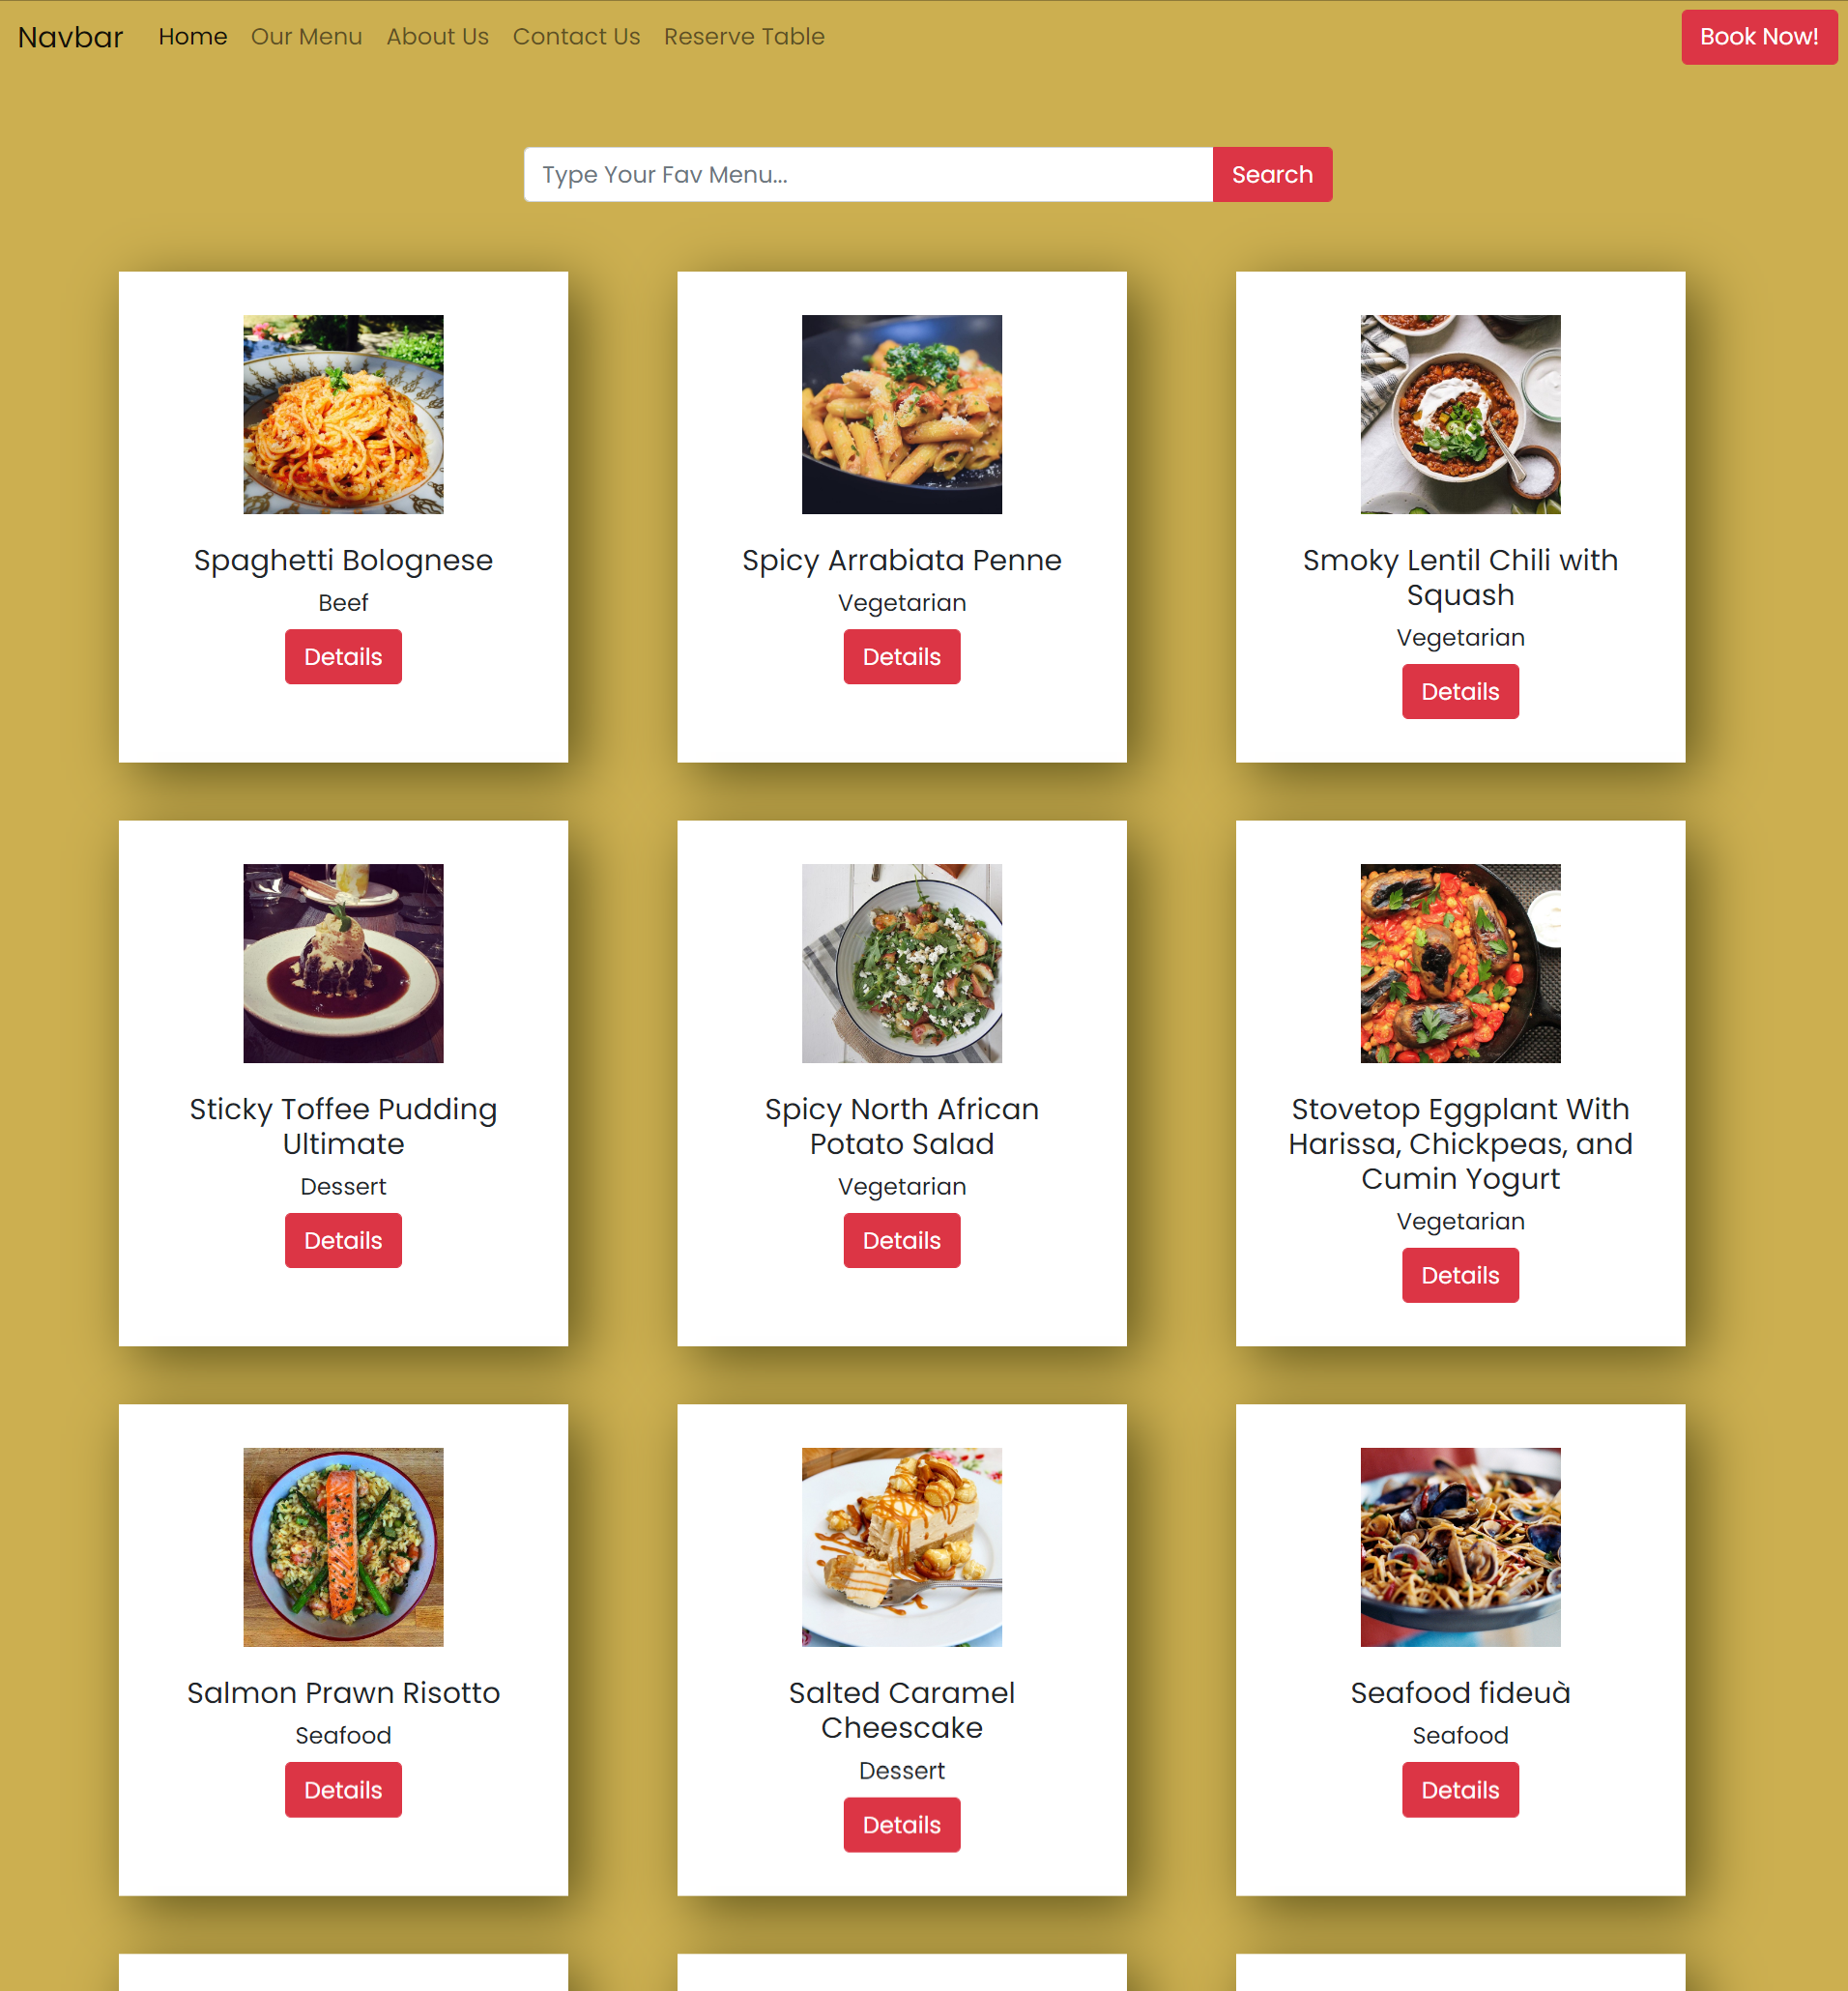 Navbar Home Our Menu About Us Contact Us Reserve Table Book Now!
Type Your Fav Menu... Search
Spaghetti Bolognese
Beef
Details
Spicy Arrabiata Penne
Vegetarian
Details
Smoky Lentil Chili with
Squash
Vegetarian
Details
Sticky Toffee Pudding
Ultimate
Dessert
Details
Spicy North African
Potato Salad
Vegetarian
Details
Stovetop Eggplant With
Harissa, Chickpeas, and
Cumin Yogurt
Vegetarian
Details
Salmon Prawn Risotto
Seafood
Details
Salted Caramel
Cheescake
Dessert
Details
Seafood fideuà
Seafood
Details